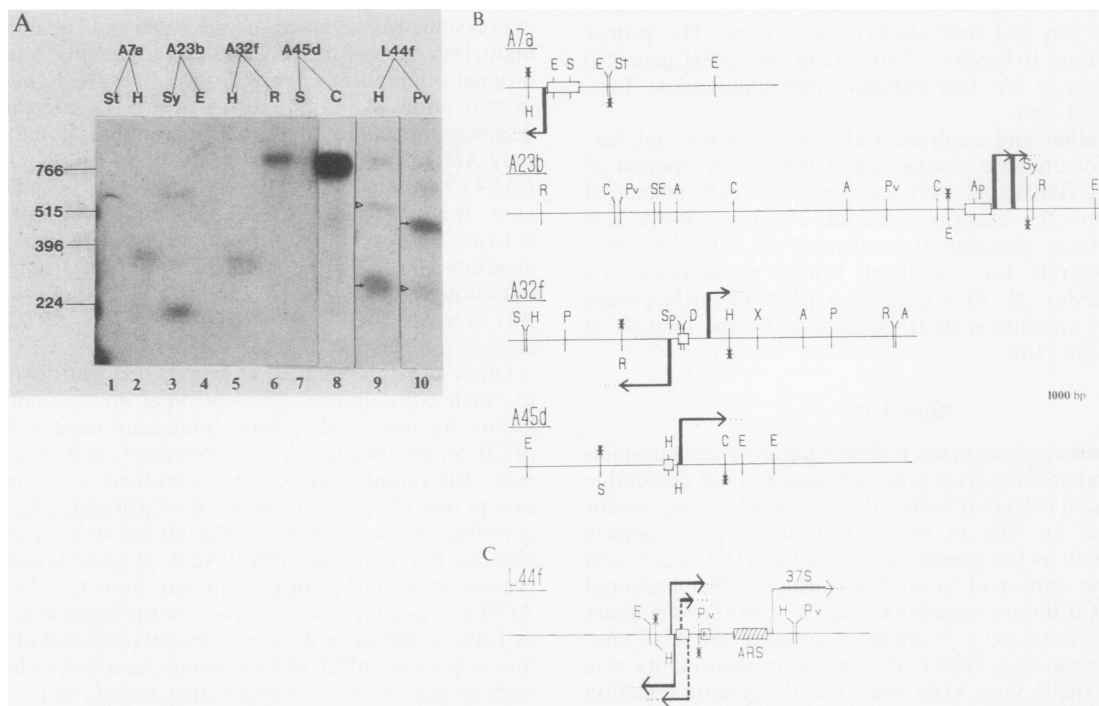 A
A7a A23b A32f A45d L44f
St H Sy E H R S C H Pv
766
515
396
224
1 2 3 4 5 6 7 8 9 10
B
A7a
E S E St E
H
A23b
H C Pv S E A C A Pv C Ap Sy R E
E
A32f
H P Sp D H X A P R A
R
A45d
E H C E E
S H
1000 bp
C
L44f
37S
E Pv H Pv
H ARS